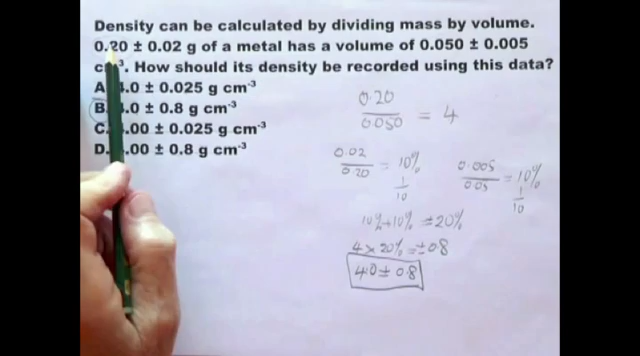 Density can be calculated by dividing mass by volume.
0.20 ± 0.02 g of a metal has a volume of 0.050 ± 0.005
cm⁻³. How should its density be recorded using this data?
A. .0 ± 0.025 g cm⁻³
B. .0 ± 0.8 g cm⁻³
C. .00 ± 0.025 g cm⁻³
D. .00 ± 0.8 g cm⁻³
0.20 / 0.050 = 4
0.02 / 0.20 = 10%
1/10
0.005 / 0.05 = 10%
1/10
10% + 10% = ±20%
4 × 20% = ±0.8
4.0 ± 0.8